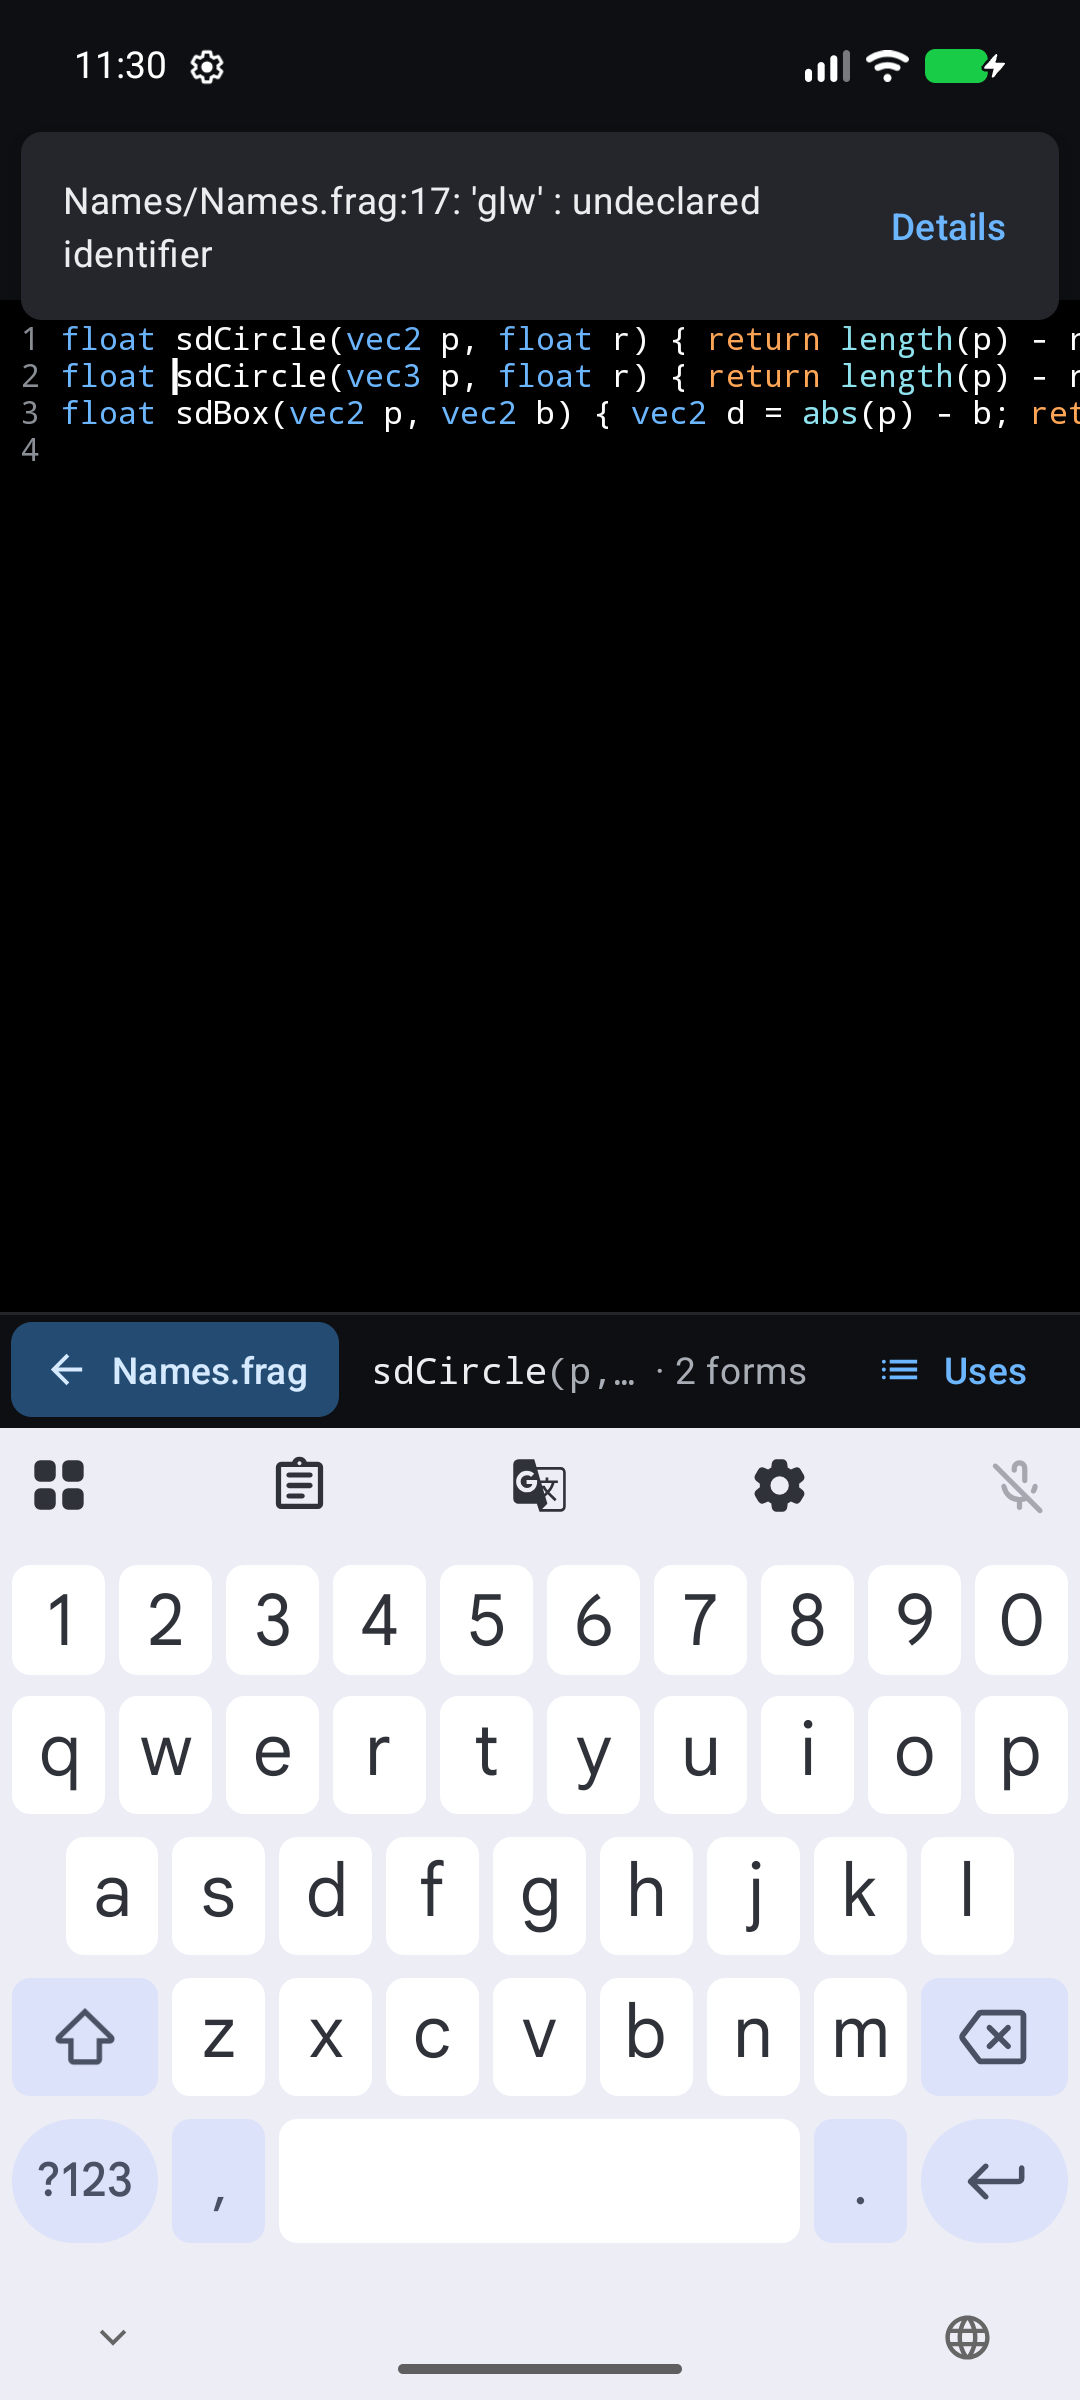 11:30
Names/Names.frag:17: 'glw' : undeclared
identifier
Details
1 float sdCircle(vec2 p, float r) { return length(p) - r
2 float sdCircle(vec3 p, float r) { return length(p) - r
3 float sdBox(vec2 p, vec2 b) { vec2 d = abs(p) - b; ret
4
Names.frag sdCircle(p,… · 2 forms Uses
1 2 3 4 5 6 7 8 9 0
q w e r t y u i o p
a s d f g h j k l
z x c v b n m
?123 , .